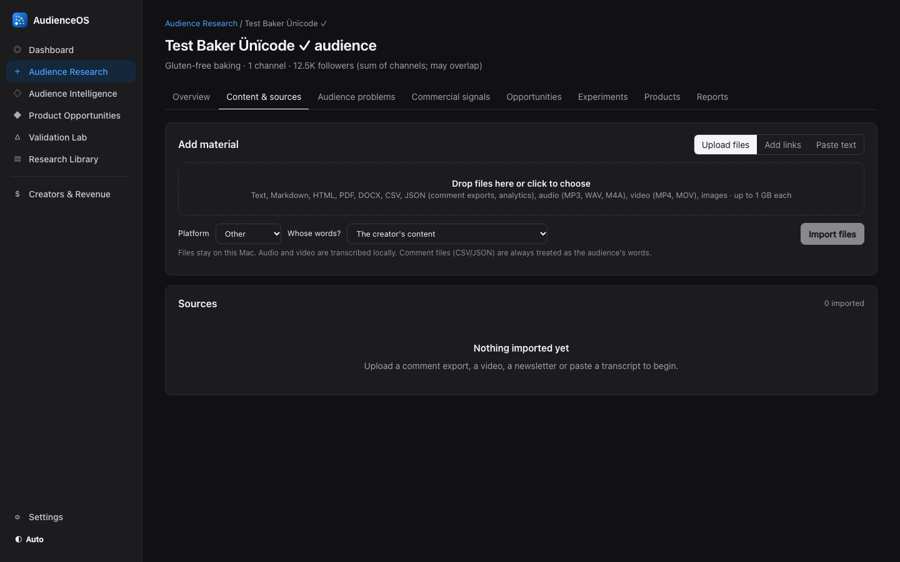 AudienceOS
Dashboard
Audience Research
Audience Intelligence
Product Opportunities
Validation Lab
Research Library
$ Creators & Revenue
Settings
Auto
Audience Research / Test Baker Ünïcode ✓
Test Baker Ünïcode ✓ audience
Gluten-free baking · 1 channel · 12.5K followers (sum of channels; may overlap)
Overview Content & sources Audience problems Commercial signals Opportunities Experiments Products Reports
Add material
Upload files Add links Paste text
Drop files here or click to choose
Text, Markdown, HTML, PDF, DOCX, CSV, JSON (comment exports, analytics), audio (MP3, WAV, M4A), video (MP4, MOV), images · up to 1 GB each
Platform Other Whose words? The creator's content Import files
Files stay on this Mac. Audio and video are transcribed locally. Comment files (CSV/JSON) are always treated as the audience's words.
Sources 0 imported
Nothing imported yet
Upload a comment export, a video, a newsletter or paste a transcript to begin.